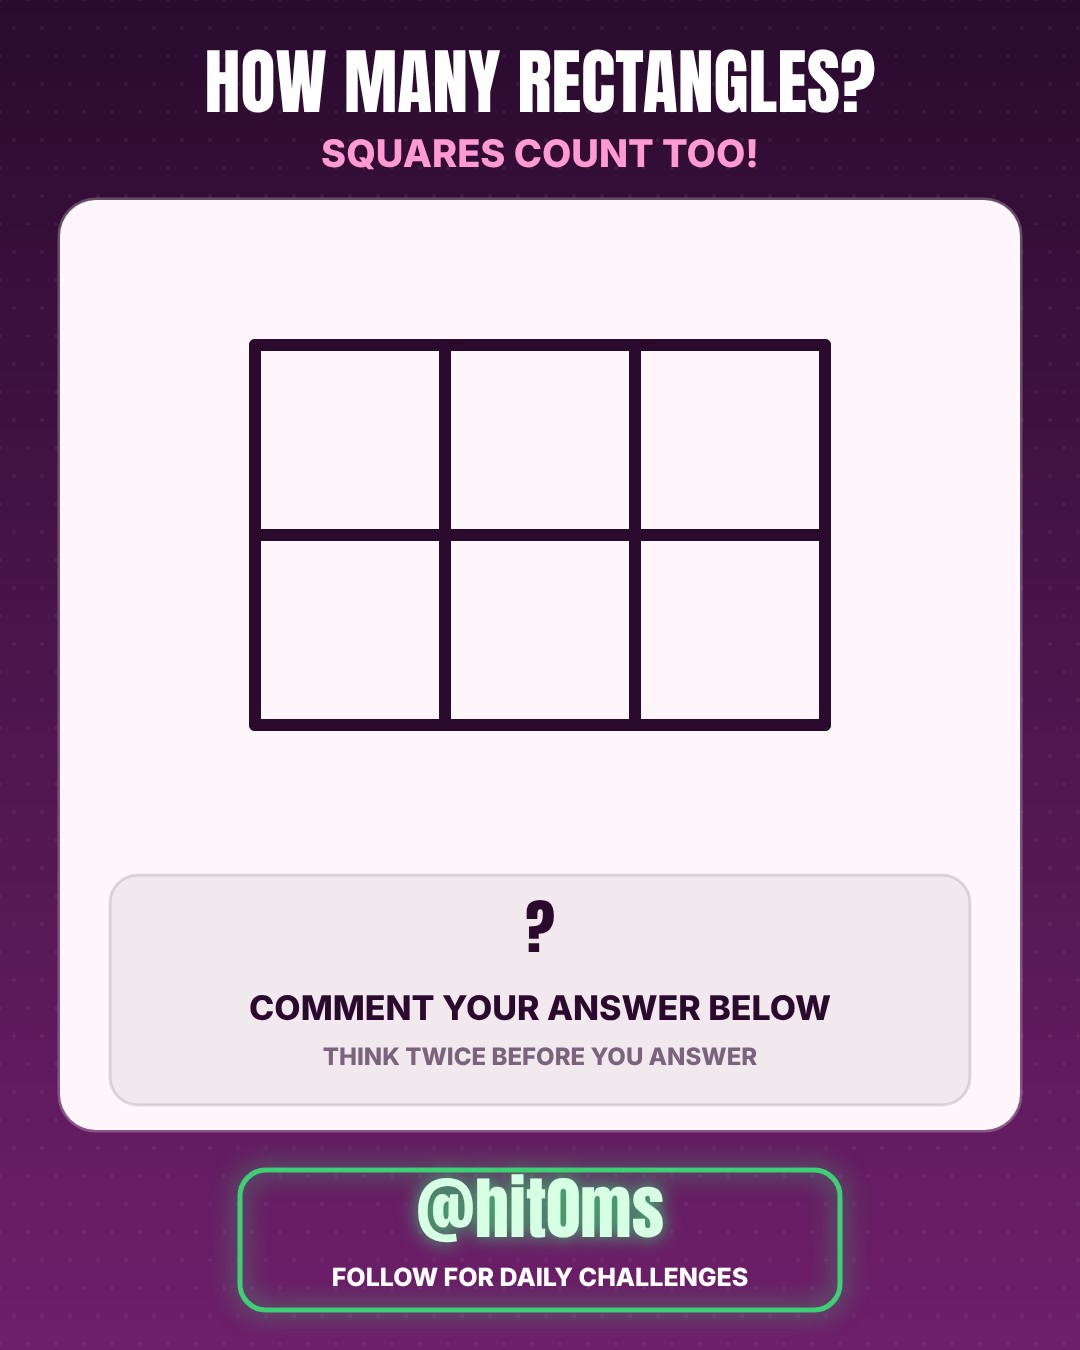 HOW MANY RECTANGLES?
SQUARES COUNT TOO!
?
COMMENT YOUR ANSWER BELOW
THINK TWICE BEFORE YOU ANSWER
@hit0ms
FOLLOW FOR DAILY CHALLENGES